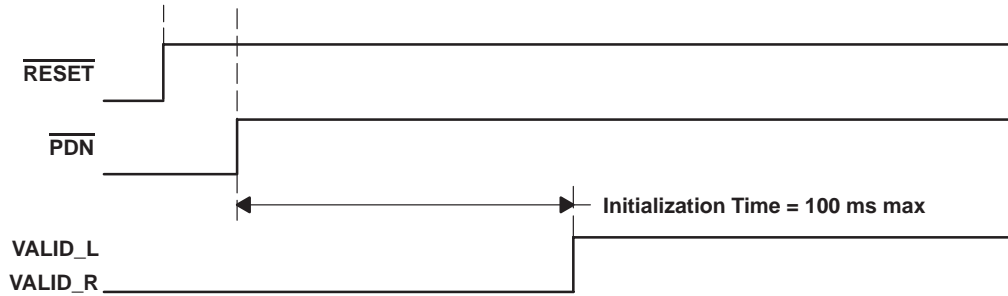 RESET
PDN
Initialization Time = 100 ms max
VALID_L
VALID_R